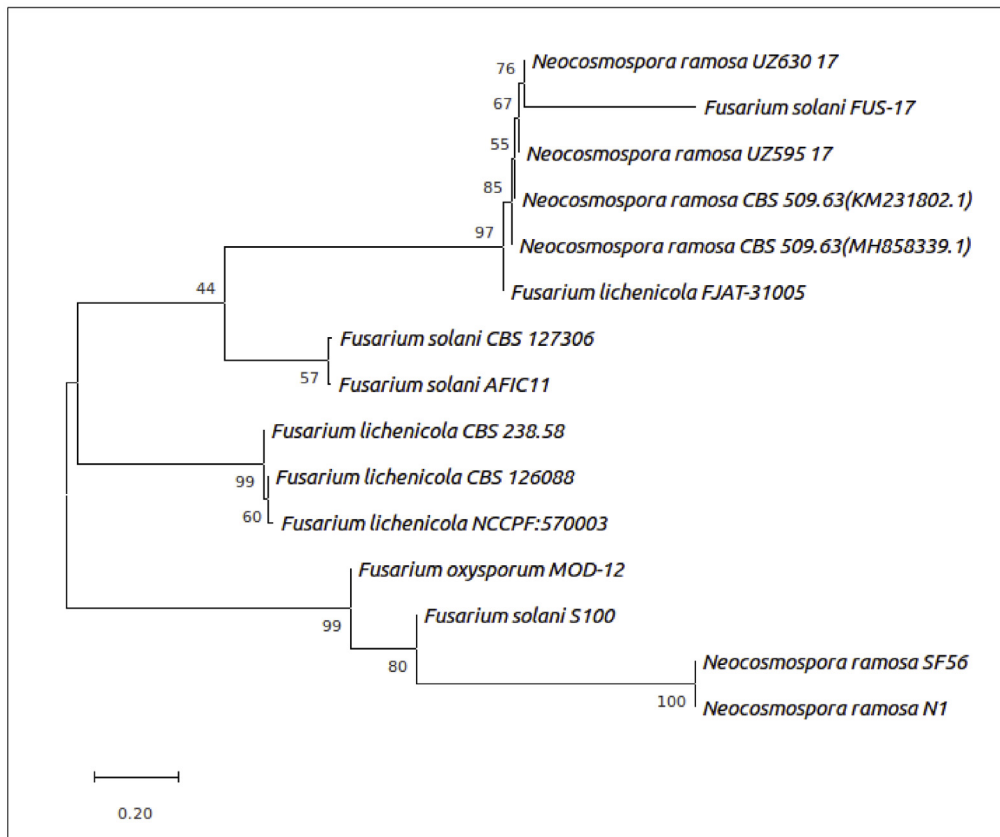 76
Neocosmospora ramosa UZ630 17
67
Fusarium solani FUS-17
55
Neocosmospora ramosa UZ595 17
85
Neocosmospora ramosa CBS 509.63(KM231802.1)
97
Neocosmospora ramosa CBS 509.63(MH858339.1)
44
Fusarium lichenicola FJAT-31005
Fusarium solani CBS 127306
57
Fusarium solani AFIC11
Fusarium lichenicola CBS 238.58
99
Fusarium lichenicola CBS 126088
60
Fusarium lichenicola NCCPF:570003
Fusarium oxysporum MOD-12
99
Fusarium solani S100
80
Neocosmospora ramosa SF56
100
Neocosmospora ramosa N1
0.20